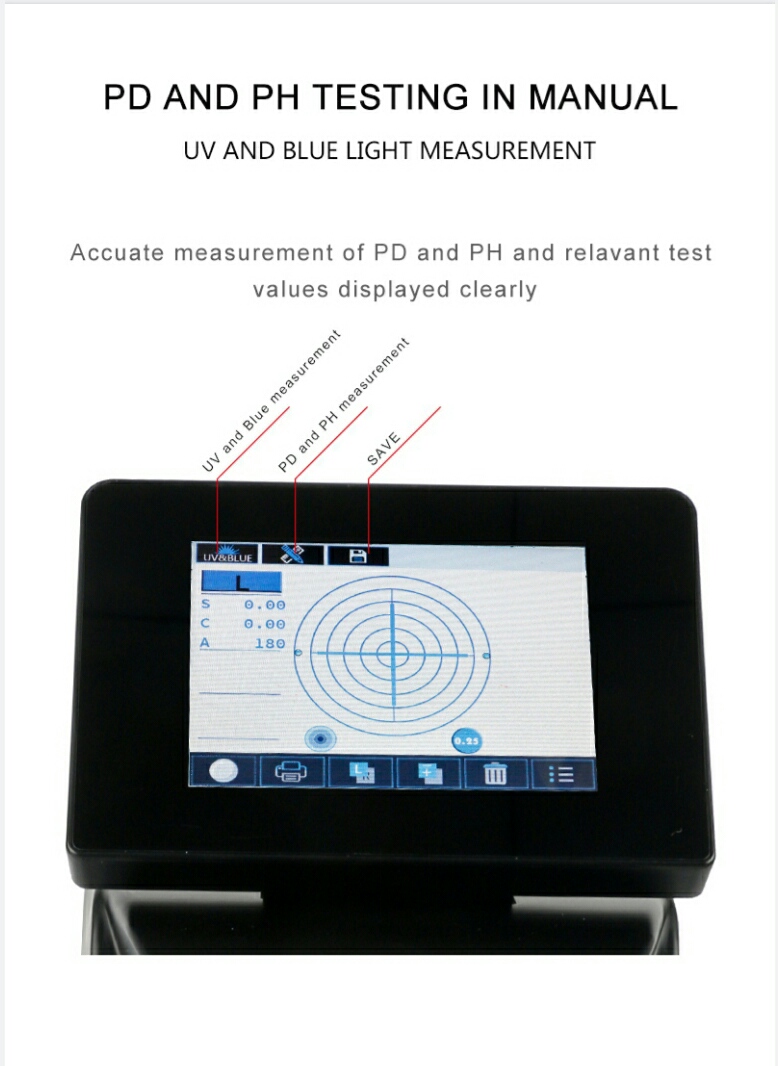 PD AND PH TESTING IN MANUAL
UV AND BLUE LIGHT MEASUREMENT
Accuate measurement of PD and PH and relavant test
values displayed clearly
UV and Blue measurement
PD and PH measurement
SAVE
UV&BLUE
L
S 0.00
C 0.00
A 180
0.25
L